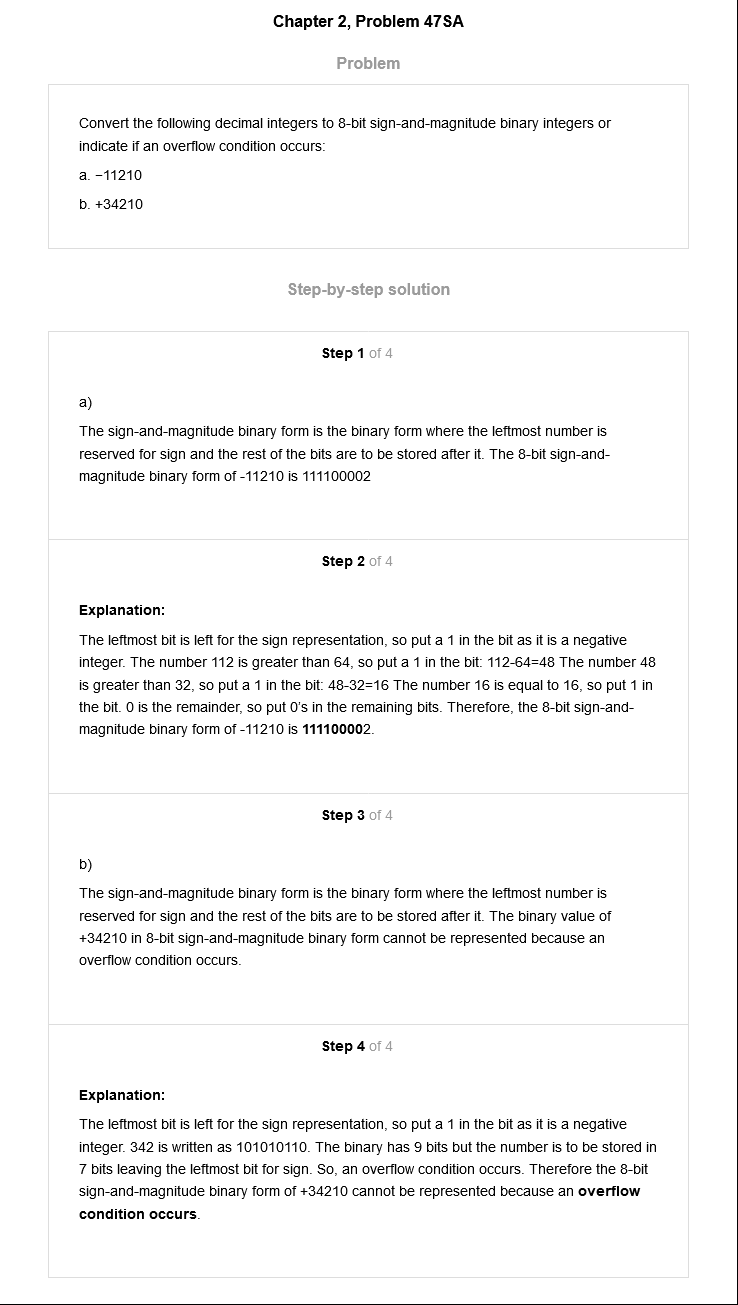 Chapter 2, Problem 47SA
Problem
Convert the following decimal integers to 8-bit sign-and-magnitude binary integers or
indicate if an overflow condition occurs:
a. −11210
b. +34210
Step-by-step solution
Step 1 of 4
a)
The sign-and-magnitude binary form is the binary form where the leftmost number is
reserved for sign and the rest of the bits are to be stored after it. The 8-bit sign-and-
magnitude binary form of -11210 is 111100002
Step 2 of 4
Explanation:
The leftmost bit is left for the sign representation, so put a 1 in the bit as it is a negative
integer. The number 112 is greater than 64, so put a 1 in the bit: 112-64=48 The number 48
is greater than 32, so put a 1 in the bit: 48-32=16 The number 16 is equal to 16, so put 1 in
the bit. 0 is the remainder, so put 0's in the remaining bits. Therefore, the 8-bit sign-and-
magnitude binary form of -11210 is 111100002.
Step 3 of 4
b)
The sign-and-magnitude binary form is the binary form where the leftmost number is
reserved for sign and the rest of the bits are to be stored after it. The binary value of
+34210 in 8-bit sign-and-magnitude binary form cannot be represented because an
overflow condition occurs.
Step 4 of 4
Explanation:
The leftmost bit is left for the sign representation, so put a 1 in the bit as it is a negative
integer. 342 is written as 101010110. The binary has 9 bits but the number is to be stored in
7 bits leaving the leftmost bit for sign. So, an overflow condition occurs. Therefore the 8-bit
sign-and-magnitude binary form of +34210 cannot be represented because an overflow
condition occurs.